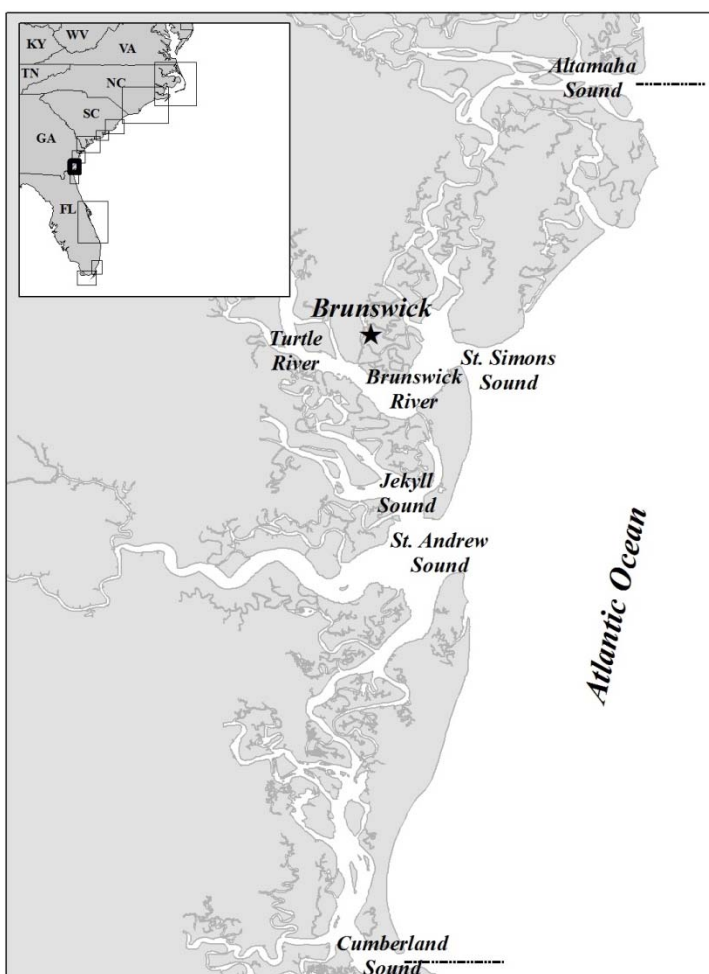 KY
WV
VA
TN
NC
SC
GA
FL
Altamaha
Sound
Brunswick
Turtle
River
Brunswick
River
St. Simons
Sound
Jekyll
Sound
St. Andrew
Sound
Atlantic Ocean
Cumberland
Sound